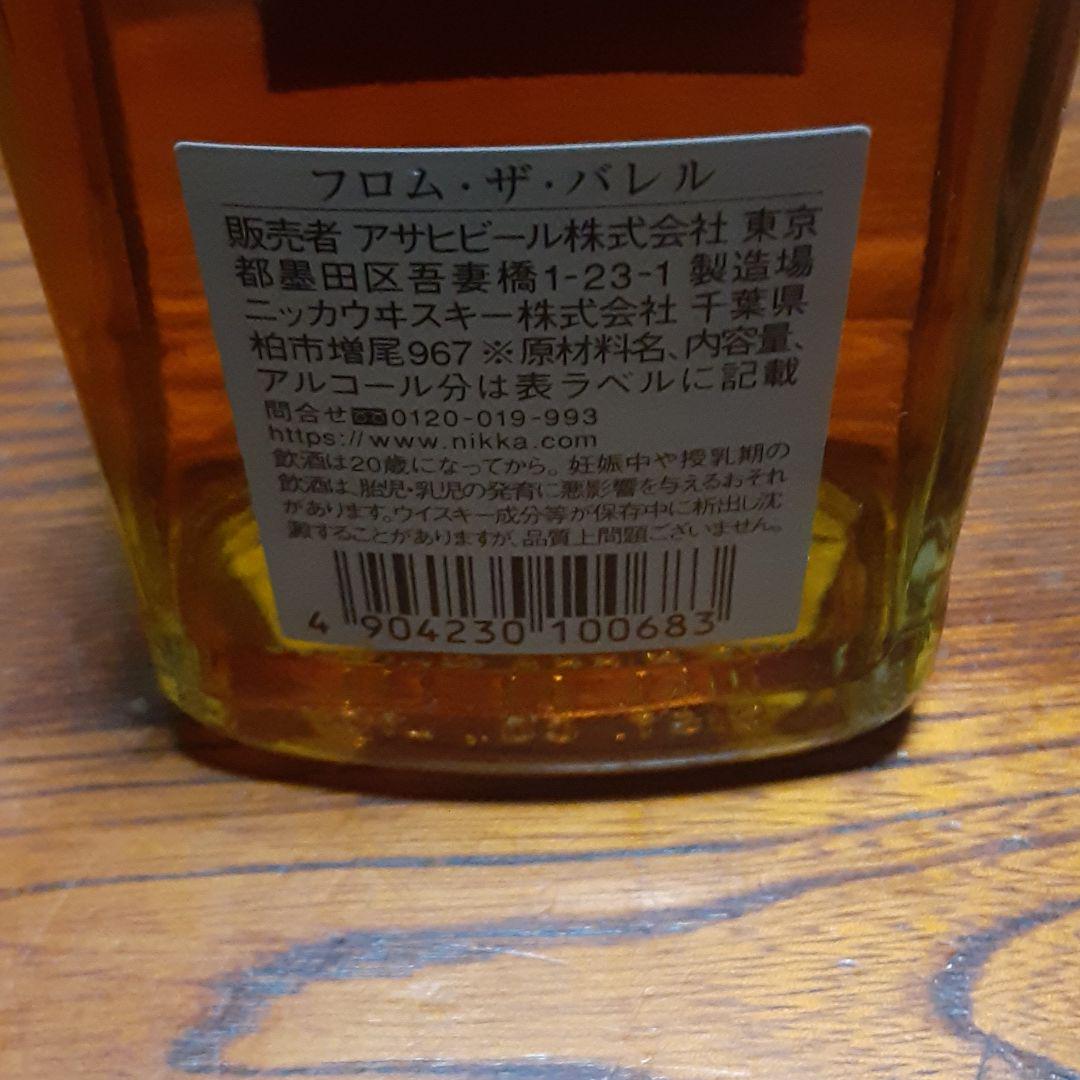 フロム・ザ・バレル
販売者 アサヒビール株式会社 東京
都墨田区吾妻橋1-23-1 製造場
ニッカウヰスキー株式会社 千葉県
柏市増尾967 ※原材料名、内容量、
アルコール分は表ラベルに記載
問合せ 0120-019-993
https://www.nikka.com
飲酒は20歳になってから。妊娠中や授乳期の
飲酒は、胎児・乳児の発育に悪影響を与えるおそれ
があります。ウイスキー成分等が保存中に析出し沈
澱することがありますが、品質上問題ございません。
4 904230 100683